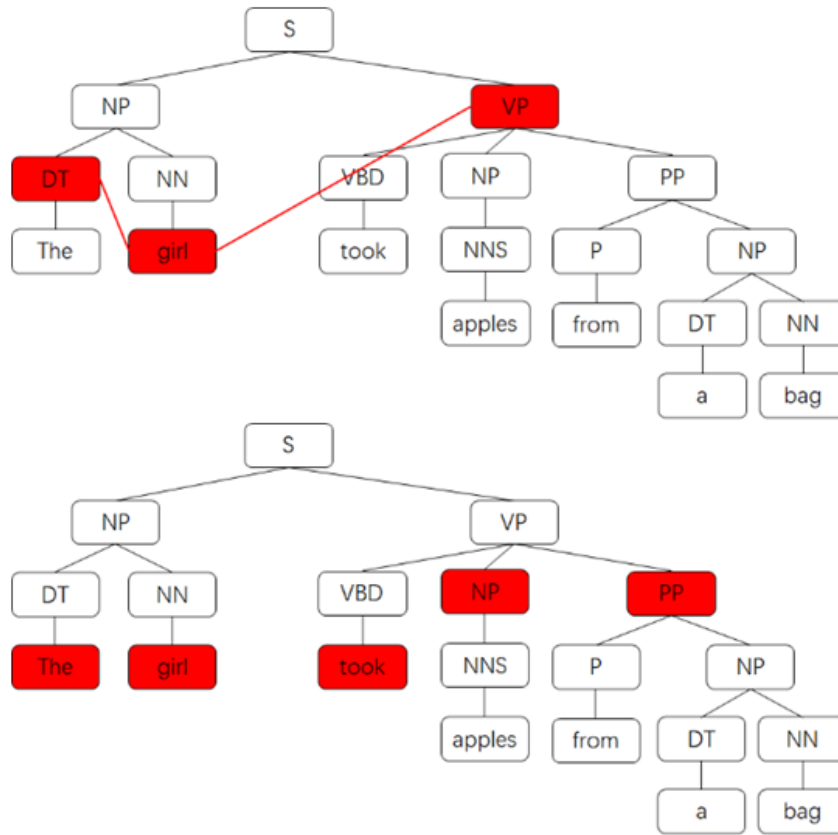 S
NP VP
DT NN VBD NP PP
The girl took NNS P NP
apples from DT NN
a bag
S
NP VP
DT NN VBD NP PP
The girl took NNS P NP
apples from DT NN
a bag